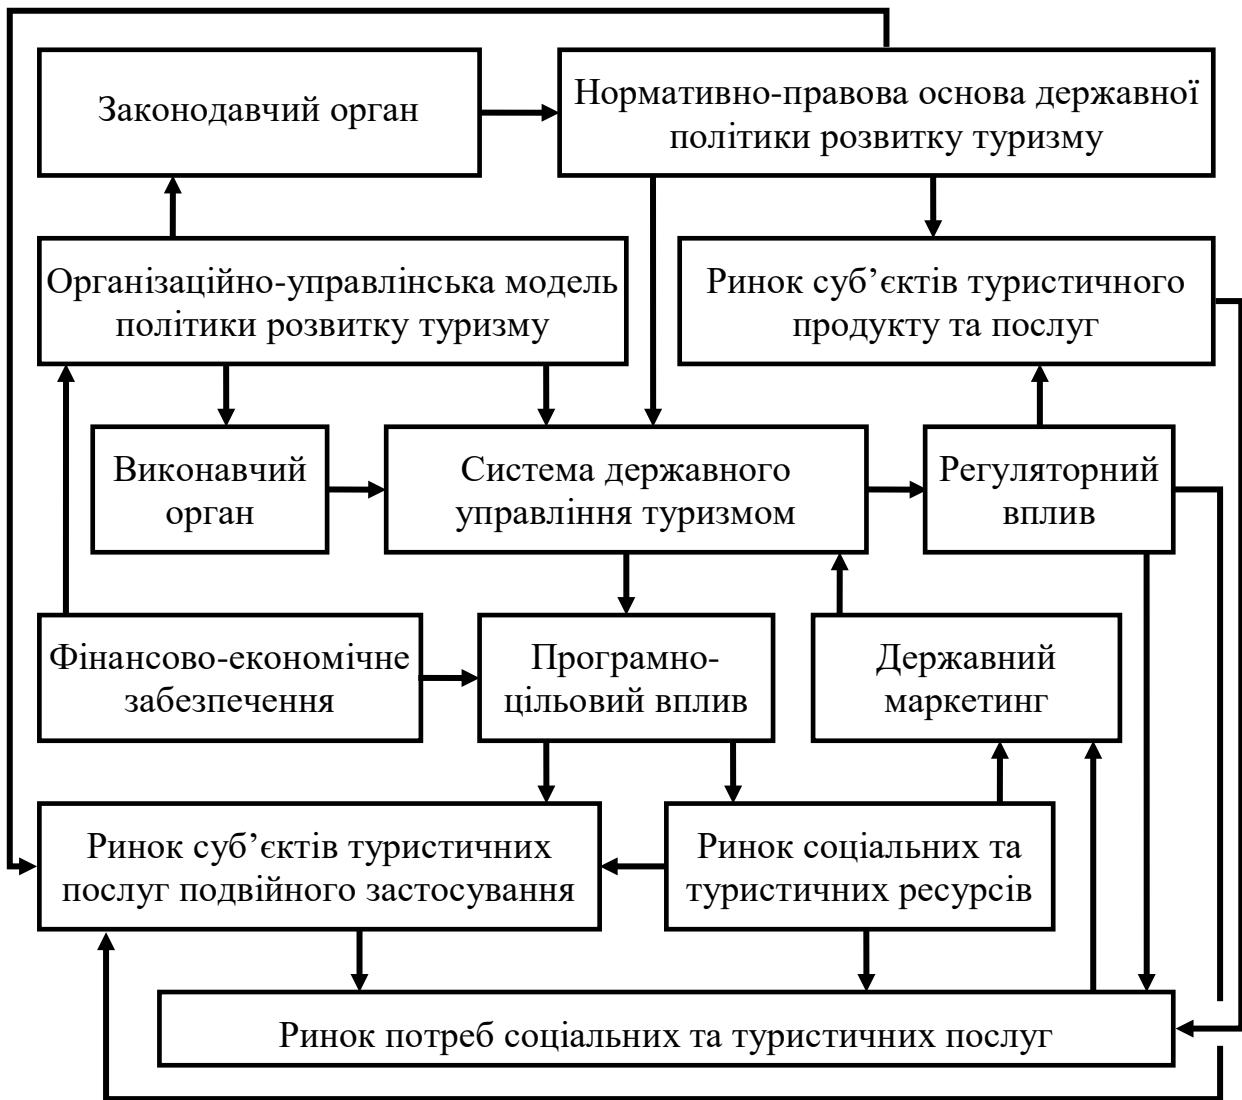 Законодавчий орган
Нормативно-правова основа державної
політики розвитку туризму
Організаційно-управлінська модель
політики розвитку туризму
Ринок суб’єктів туристичного
продукту та послуг
Виконавчий
орган
Система державного
управління туризмом
Регуляторний
вплив
Фінансово-економічне
забезпечення
Програмно-
цільовий вплив
Державний
маркетинг
Ринок суб’єктів туристичних
послуг подвійного застосування
Ринок соціальних та
туристичних ресурсів
Ринок потреб соціальних та туристичних послуг